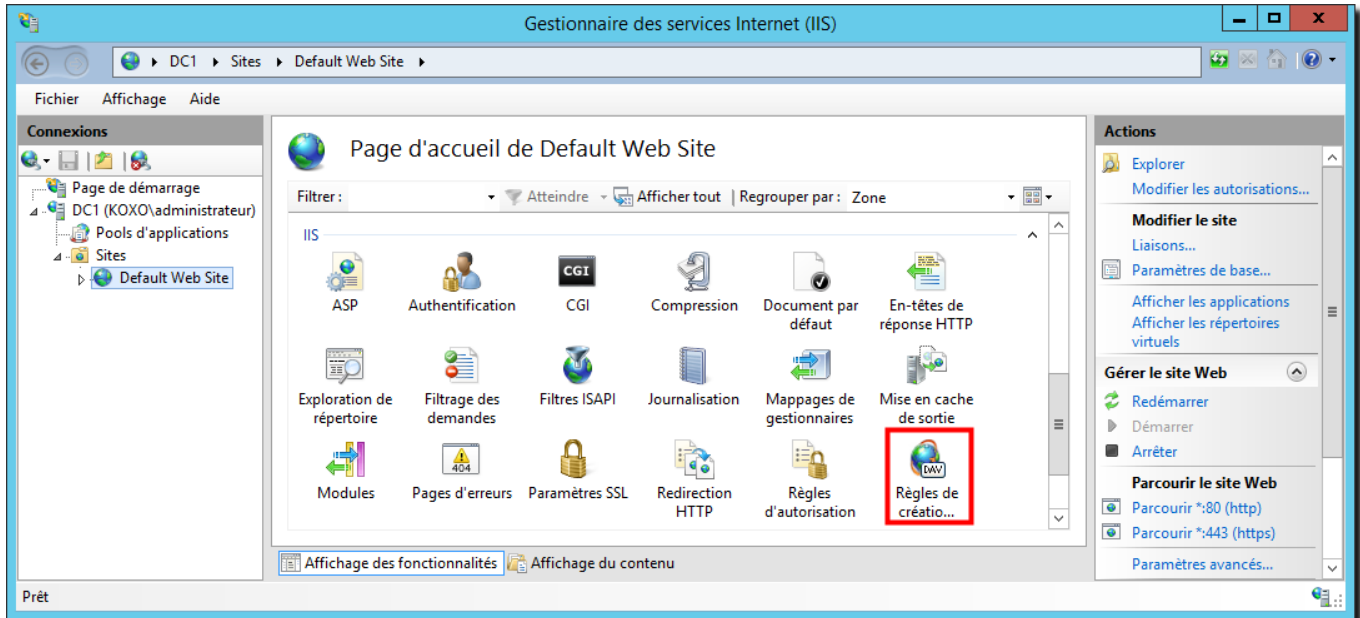 Gestionnaire des services Internet (IIS)
DC1 Sites Default Web Site
Fichier Affichage Aide
Connexions
Page de démarrage
DC1 (KOXO\administrateur)
Pools d'applications
Sites
Default Web Site
Page d'accueil de Default Web Site
Filtrer : Atteindre Afficher tout Regrouper par : Zone
IIS
ASP
Authentification
CGI
CGI
Compression
Document par
défaut
En-têtes de
réponse HTTP
Exploration de
répertoire
Filtrage des
demandes
Filtres ISAPI
Journalisation
Mappages de
gestionnaires
Mise en cache
de sortie
Modules
404
Pages d'erreurs
Paramètres SSL
Redirection
HTTP
Règles
d'autorisation
DAV
Règles de
créatio...
Affichage des fonctionnalités Affichage du contenu
Actions
Explorer
Modifier les autorisations...
Modifier le site
Liaisons...
Paramètres de base...
Afficher les applications
Afficher les répertoires
virtuels
Gérer le site Web
Redémarrer
Démarrer
Arrêter
Parcourir le site Web
Parcourir *:80 (http)
Parcourir *:443 (https)
Paramètres avancés...
Prêt